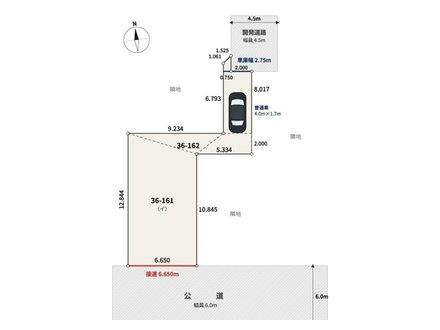 4.5m
N
開発道路
幅員 4.5m
1.525
1.061
車庫幅 2.75m
2.000
0.750
隣地
6.793
8.017
普通車
4.0m×1.7m
9.234
隣地
36-162
2.000
5.334
12.844
36-161
(イ)
10.845
隣地
6.650
接道 6.650m
公 道
幅員 6.0m
6.0m